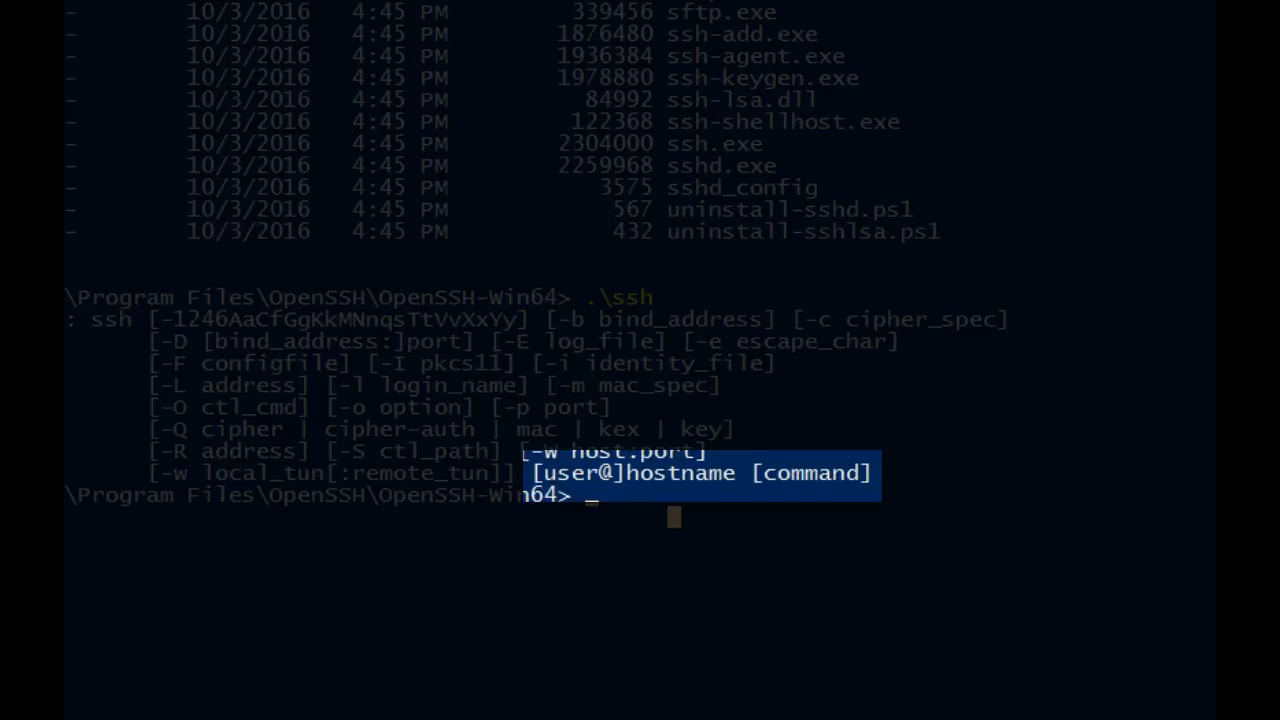 - 10/3/2016 4:45 PM 339456 sftp.exe
- 10/3/2016 4:45 PM 1876480 ssh-add.exe
- 10/3/2016 4:45 PM 1936384 ssh-agent.exe
- 10/3/2016 4:45 PM 1978880 ssh-keygen.exe
- 10/3/2016 4:45 PM 84992 ssh-lsa.dll
- 10/3/2016 4:45 PM 122368 ssh-shellhost.exe
- 10/3/2016 4:45 PM 2304000 ssh.exe
- 10/3/2016 4:45 PM 2259968 sshd.exe
- 10/3/2016 4:45 PM 3575 sshd_config
- 10/3/2016 4:45 PM 567 uninstall-sshd.ps1
- 10/3/2016 4:45 PM 432 uninstall-sshlsa.ps1
\Program Files\OpenSSH\OpenSSH-Win64> .\ssh
: ssh [-1246AaCfGgKkMNnqsTtVvXxYy] [-b bind_address] [-c cipher_spec]
[-D [bind_address:]port] [-E log_file] [-e escape_char]
[-F configfile] [-I pkcs11] [-i identity_file]
[-L address] [-l login_name] [-m mac_spec]
[-O ctl_cmd] [-o option] [-p port]
[-Q cipher | cipher-auth | mac | kex | key]
[-R address] [-S ctl_path] [-W host:port]
[-w local_tun[:remote_tun]] [user@]hostname [command]
\Program Files\OpenSSH\OpenSSH-Win64> _